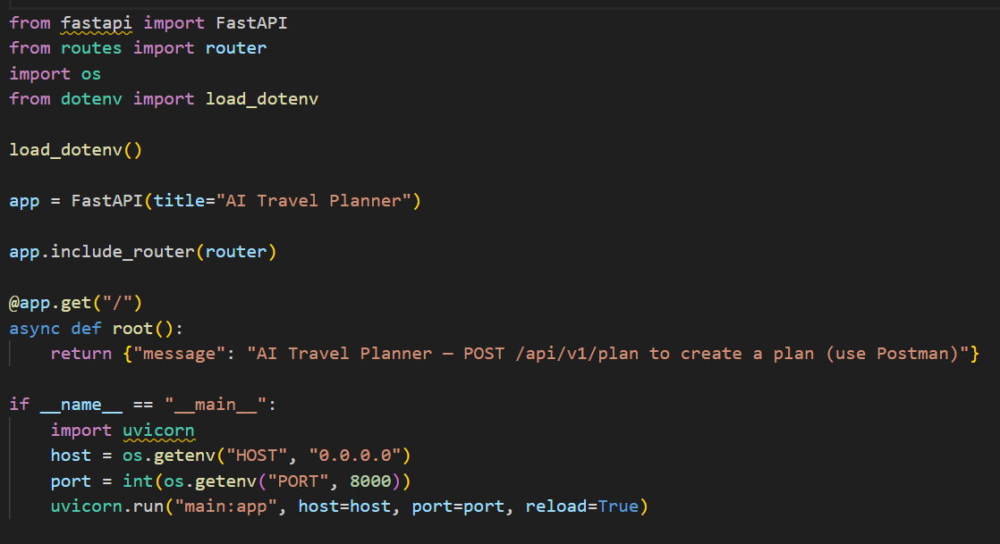 from fastapi import FastAPI
from routes import router
import os
from dotenv import load_dotenv
load_dotenv()
app = FastAPI(title="AI Travel Planner")
app.include_router(router)
@app.get("/")
async def root():
    return {"message": "AI Travel Planner — POST /api/v1/plan to create a plan (use Postman)"}
if __name__ == "__main__":
    import uvicorn
    host = os.getenv("HOST", "0.0.0.0")
    port = int(os.getenv("PORT", 8000))
    uvicorn.run("main:app", host=host, port=port, reload=True)